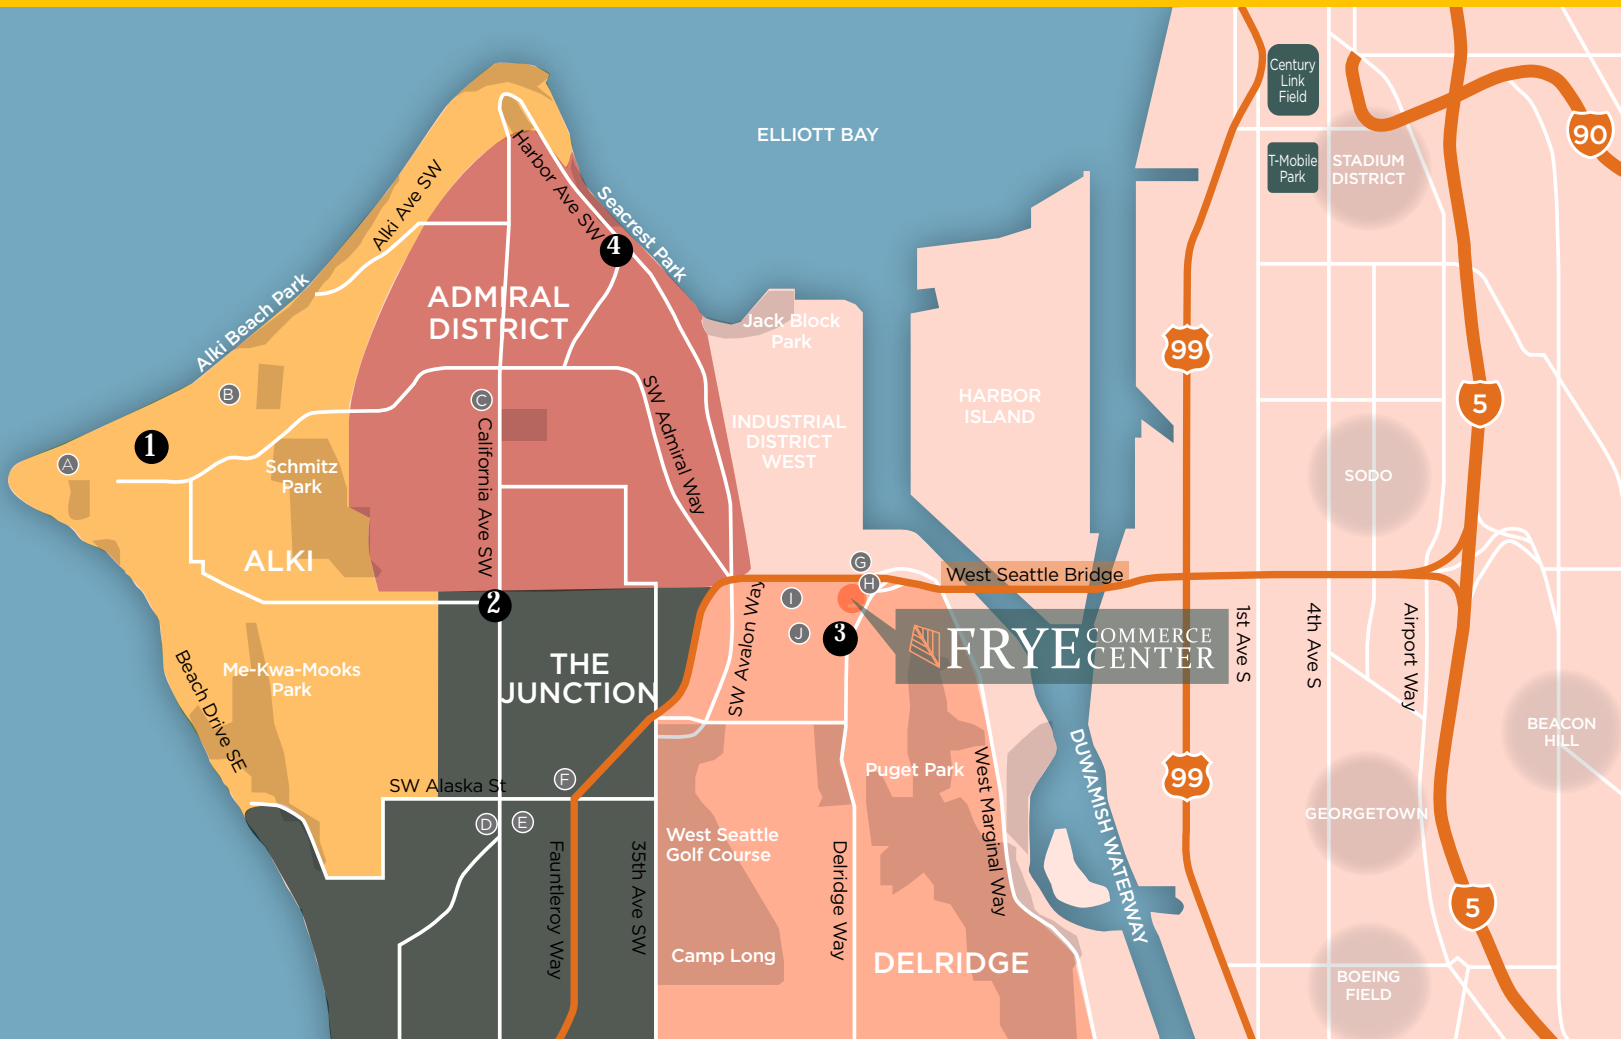 Century
Link
Field
90
ELLIOTT BAY
T-Mobile
Park
STADIUM
DISTRICT
Alki Ave SW
Harbor Ave SW
Seacrest Park
4
Alki Beach Park
ADMIRAL
DISTRICT
Jack Block
Park
99
B
C
HARBOR
ISLAND
5
1
A
Schmitz
Park
California Ave SW
SW Admiral Way
INDUSTRIAL
DISTRICT
WEST
SODO
ALKI
G
H
West Seattle Bridge
2
I
J
3
SW Avalon Way
FRYE COMMERCE
CENTER
1st Ave S
4th Ave S
Airport Way
THE
JUNCTION
Me-Kwa-Mooks
Park
Beach Drive SE
BEACON
HILL
SW Alaska St
F
Puget Park
West Marginal Way
DUWAMISH WATERWAY
99
D
E
West Seattle
Golf Course
GEORGETOWN
Fauntleroy Way
35th Ave SW
Delridge Way
5
Camp Long
DELRIDGE
BOEING
FIELD